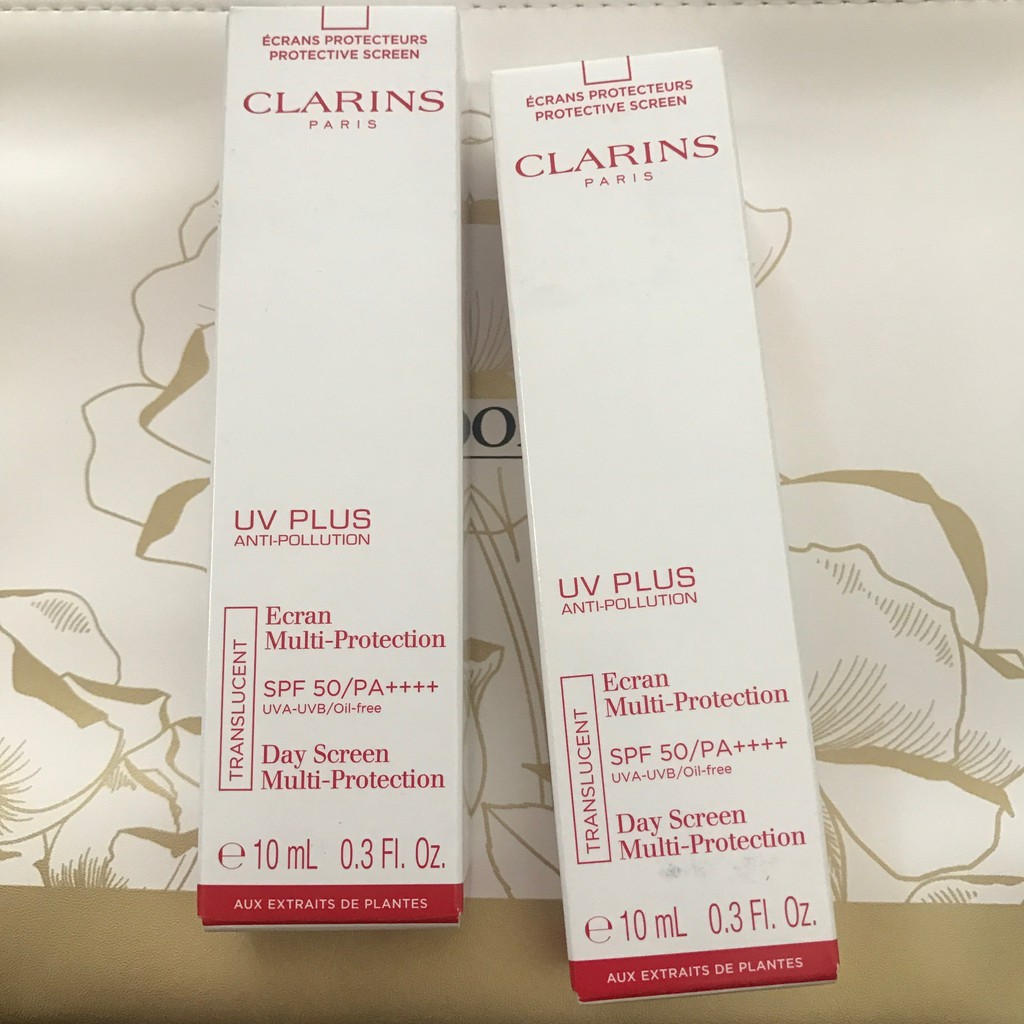 ÉCRANS PROTECTEURS
PROTECTIVE SCREEN
CLARINS
PARIS
UV PLUS
ANTI-POLLUTION
TRANSLUCENT
Ecran
Multi-Protection
SPF 50/PA++++
UVA-UVB/Oil-free
Day Screen
Multi-Protection
℮ 10 mL 0.3 Fl. Oz.
AUX EXTRAITS DE PLANTES
ÉCRANS PROTECTEURS
PROTECTIVE SCREEN
CLARINS
PARIS
UV PLUS
ANTI-POLLUTION
TRANSLUCENT
Ecran
Multi-Protection
SPF 50/PA++++
UVA-UVB/Oil-free
Day Screen
Multi-Protection
℮ 10 mL 0.3 Fl. Oz.
AUX EXTRAITS DE PLANTES